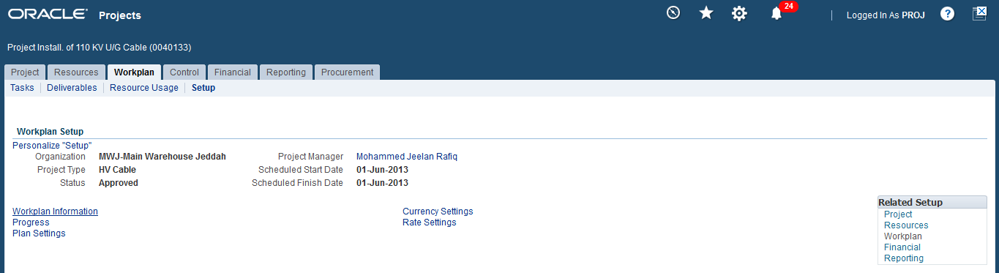 ORACLE Projects
24
Logged In As PROJ
?
Project Install. of 110 KV U/G Cable (0040133)
Project Resources Workplan Control Financial Reporting Procurement
Tasks Deliverables Resource Usage Setup
Workplan Setup
Personalize "Setup"
Organization MWJ-Main Warehouse Jeddah Project Manager Mohammed Jeelan Rafiq
Project Type HV Cable Scheduled Start Date 01-Jun-2013
Status Approved Scheduled Finish Date 01-Jun-2013
Workplan Information Currency Settings
Progress Rate Settings
Plan Settings
Related Setup
Project
Resources
Workplan
Financial
Reporting